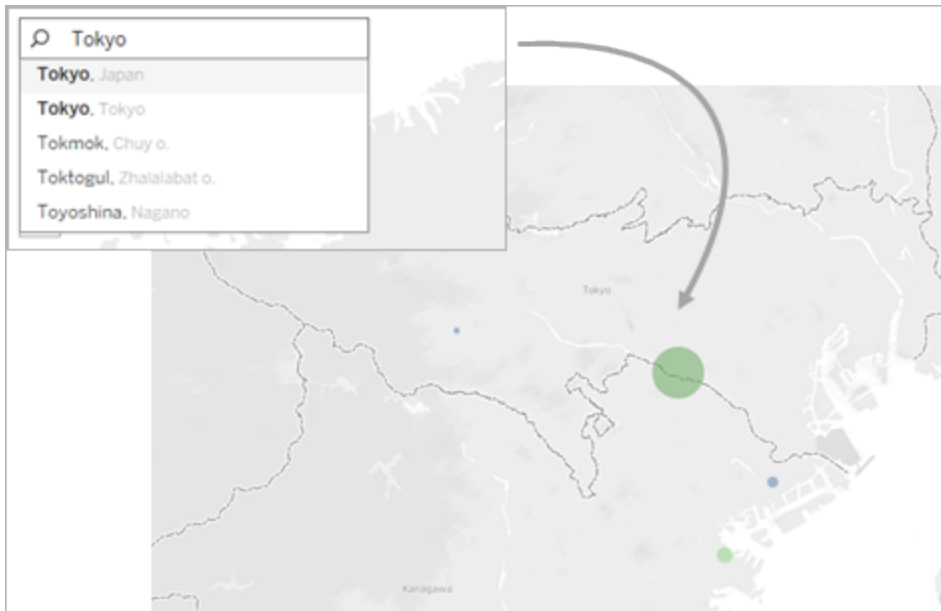 Tokyo
Tokyo, Japan
Tokyo, Tokyo
Tokmok, Chuy o.
Toktogul, Zhalalabat o.
Toyoshina, Nagano
Tokyo
Kanagawa